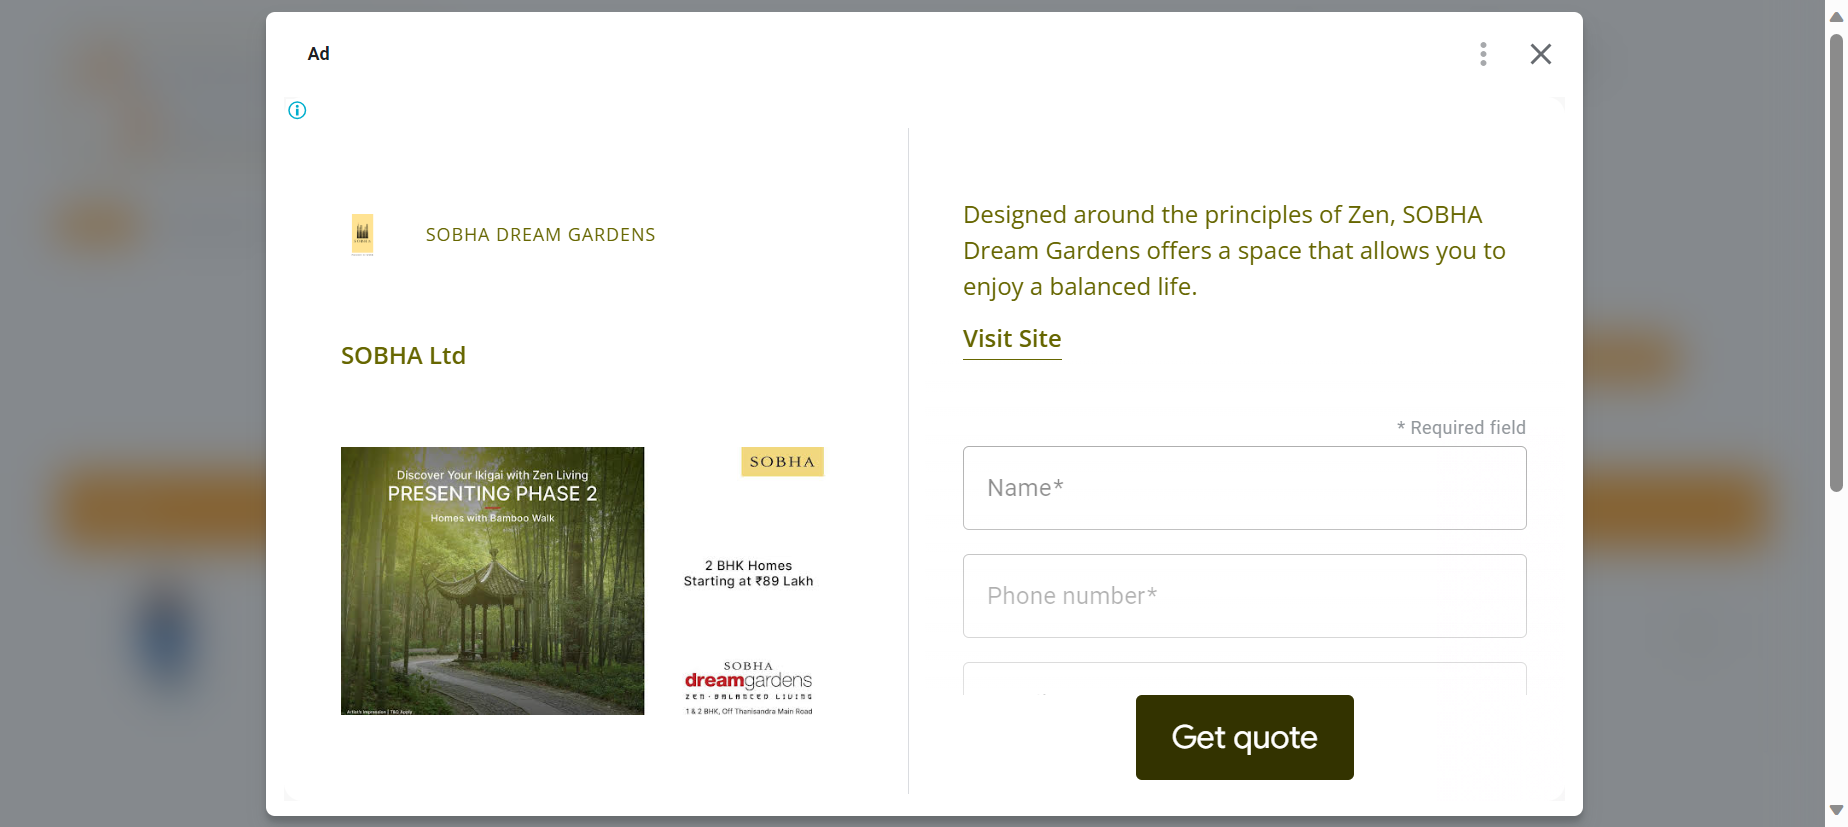 Ad
SOBHA DREAM GARDENS
SOBHA Ltd
Discover Your Ikigai with Zen Living
PRESENTING PHASE 2
Homes with Bamboo Walk
Artist's Impression | T&C Apply
SOBHA
2 BHK Homes
Starting at ₹89 Lakh
SOBHA
dreamgardens
ZEN-BALANCED LIVING
1 & 2 BHK, Off Thanisandra Main Road
Designed around the principles of Zen, SOBHA
Dream Gardens offers a space that allows you to
enjoy a balanced life.
Visit Site
* Required field
Name*
Phone number*
Get quote